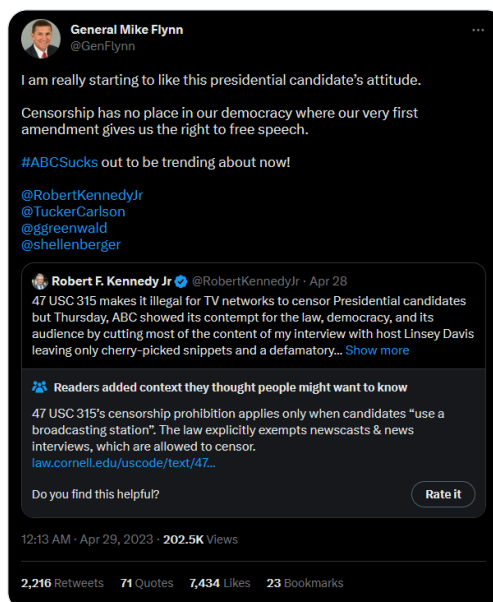 General Mike Flynn
@GenFlynn
I am really starting to like this presidential candidate's attitude.
Censorship has no place in our democracy where our very first
amendment gives us the right to free speech.
#ABCSucks out to be trending about now!
@RobertKennedyJr
@TuckerCarlson
@ggreenwald
@shellenberger
Robert F. Kennedy Jr @RobertKennedyJr · Apr 28
47 USC 315 makes it illegal for TV networks to censor Presidential candidates
but Thursday, ABC showed its contempt for the law, democracy, and its
audience by cutting most of the content of my interview with host Linsey Davis
leaving only cherry-picked snippets and a defamatory... Show more
Readers added context they thought people might want to know
47 USC 315's censorship prohibition applies only when candidates "use a
broadcasting station". The law explicitly exempts newscasts & news
interviews, which are allowed to censor.
law.cornell.edu/uscode/text/47...
Do you find this helpful?
Rate it
12:13 AM · Apr 29, 2023 · 202.5K Views
2,216 Retweets 71 Quotes 7,434 Likes 23 Bookmarks